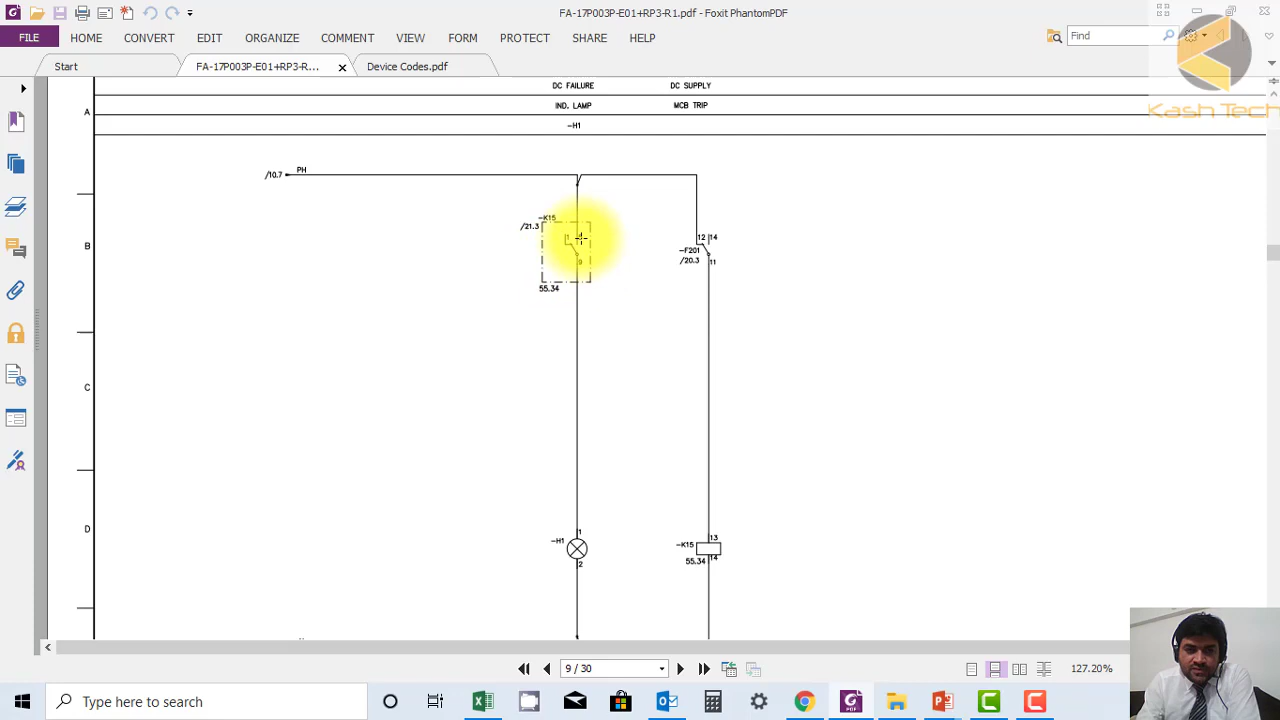 FA-17P003P-E01+RP3-R1.pdf - Foxit PhantomPDF
FILE HOME CONVERT EDIT ORGANIZE COMMENT VIEW FORM PROTECT SHARE HELP
Find
Start FA-17P003P-E01+RP3-R... Device Codes.pdf
Kash Tech
DC FAILURE DC SUPPLY
A
IND. LAMP MCB TRIP
-H1
/10.7 PH
-K15
/21.3
B
1
9
12 14
-F201
/20.3 11
55.34
C
D
1
-H1
2
13
-K15
55.34 14
9 / 30
127.20%
Type here to search